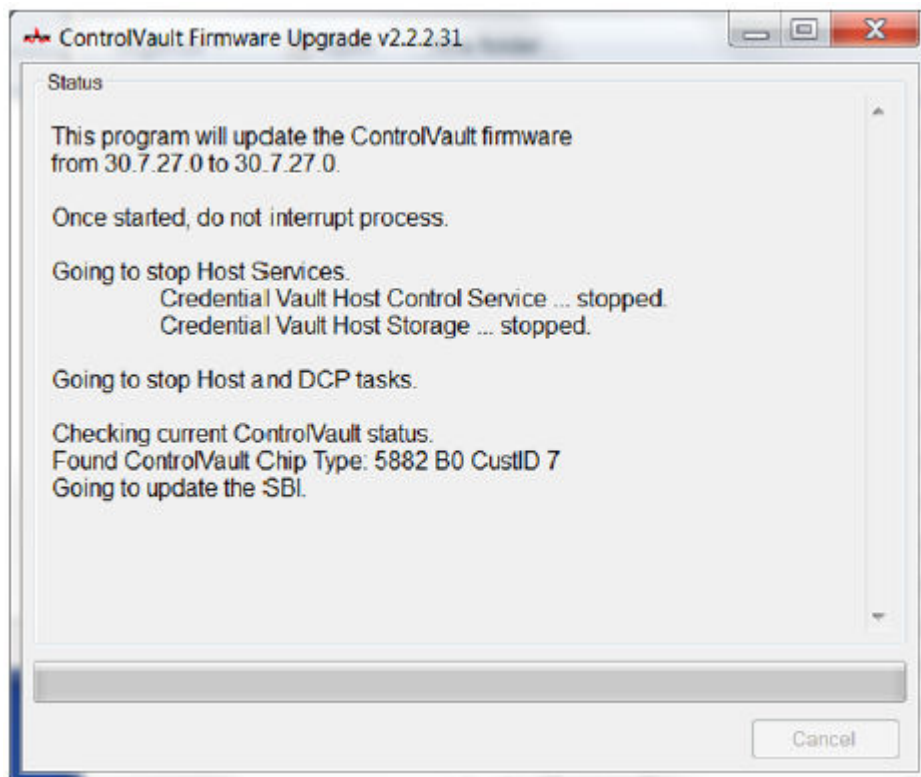 ControlVault Firmware Upgrade v2.2.2.31
Status
This program will update the ControlVault firmware
from 30.7.27.0 to 30.7.27.0.
Once started, do not interrupt process.
Going to stop Host Services.
Credential Vault Host Control Service ... stopped.
Credential Vault Host Storage ... stopped.
Going to stop Host and DCP tasks.
Checking current ControlVault status.
Found ControlVault Chip Type: 5882 B0 CustID 7
Going to update the SBI.
Cancel